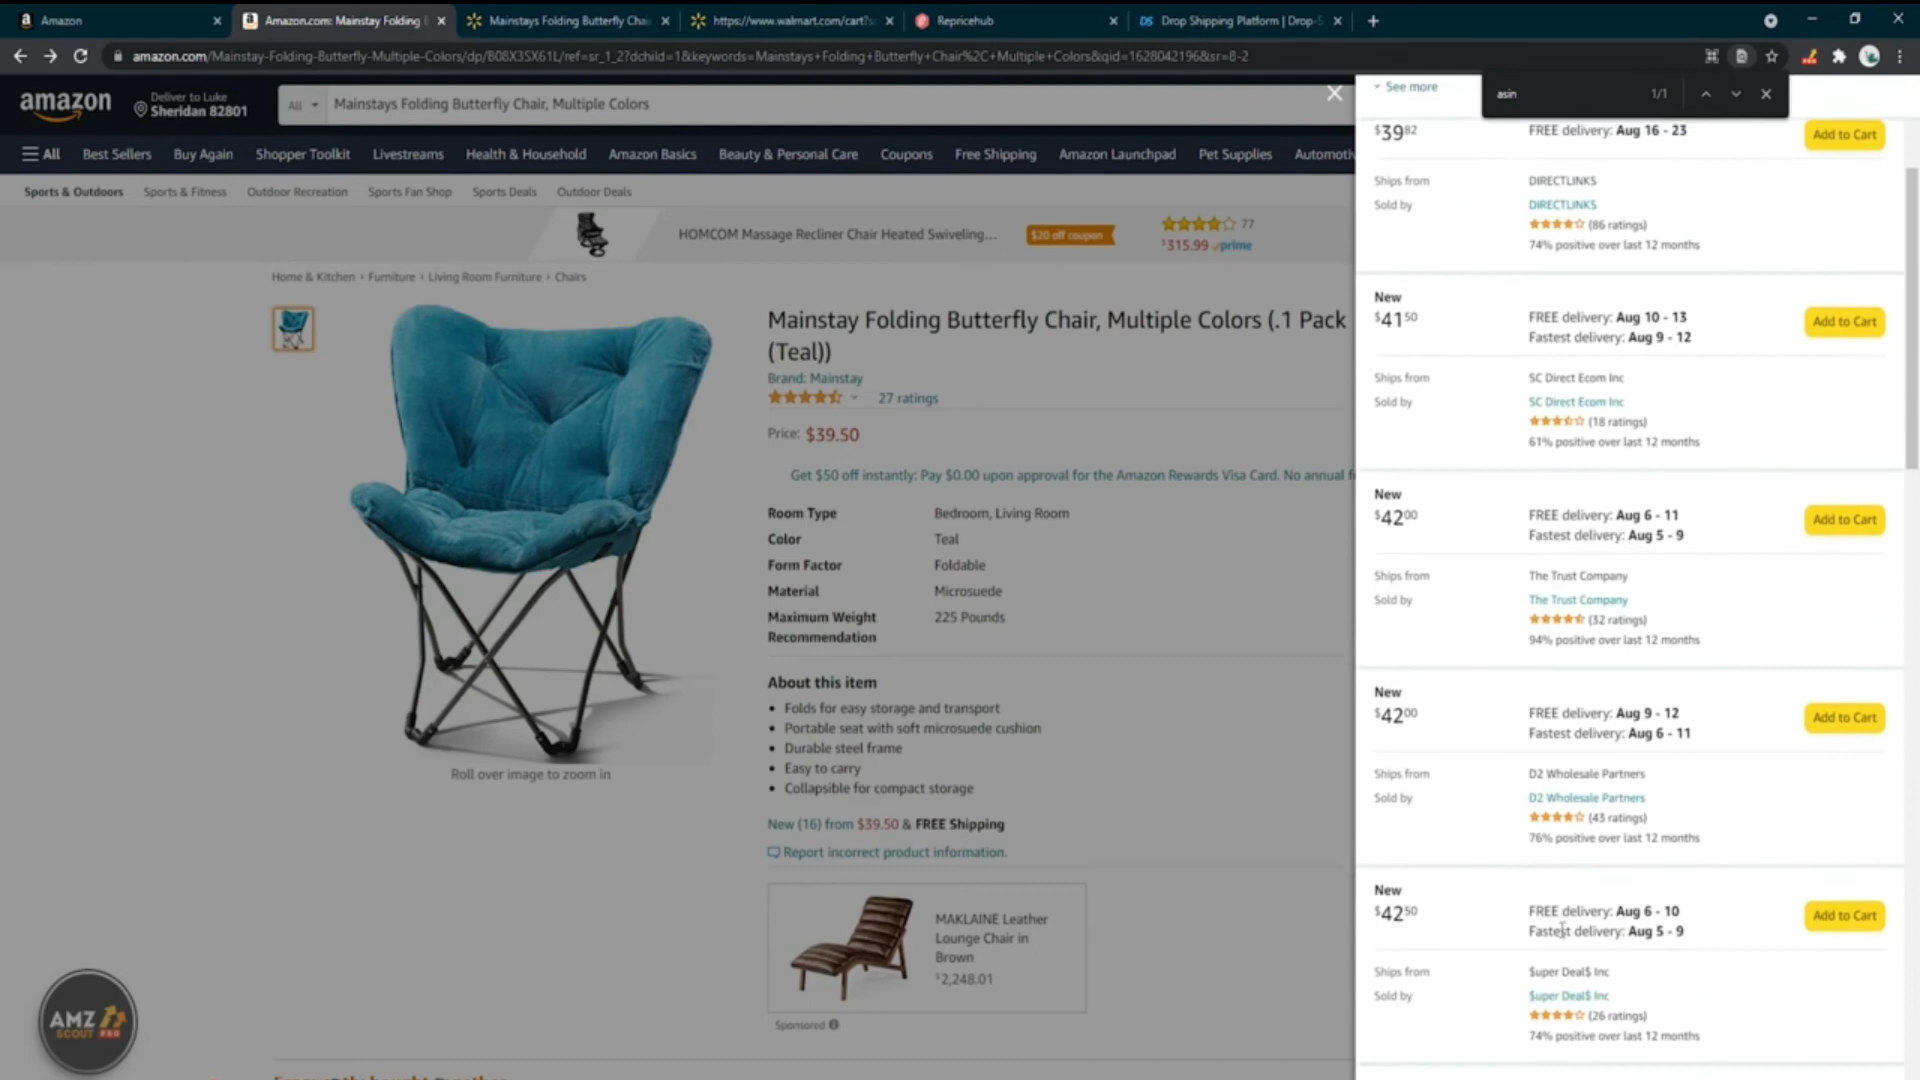 Amazon
Amazon.com: Mainstay Folding
Mainstays Folding Butterfly Chai
https://www.walmart.com/cart?s
Repricehub
DS Drop Shipping Platform | Drop-S
amazon.com/Mainstay-Folding-Butterfly-Multiple-Colors/dp/B08X3SX61L/ref=sr_1_2?dchild=1&keywords=Mainstays+Folding+Butterfly+Chair%2C+Multiple+Colors&qid=1628042196&sr=8-2
asin 1/1
amazon
Deliver to Luke
Sheridan 82801
All Mainstays Folding Butterfly Chair, Multiple Colors
All Best Sellers Buy Again Shopper Toolkit Livestreams Health & Household Amazon Basics Beauty & Personal Care Coupons Free Shipping Amazon Launchpad Pet Supplies Automotiv
Sports & Outdoors Sports & Fitness Outdoor Recreation Sports Fan Shop Sports Deals Outdoor Deals
HOMCOM Massage Recliner Chair Heated Swiveling... $20 off coupon 77
$315.99 prime
Home & Kitchen › Furniture › Living Room Furniture › Chairs
Roll over image to zoom in
Mainstay Folding Butterfly Chair, Multiple Colors (.1 Pack
(Teal))
Brand: Mainstay
27 ratings
Price: $39.50
Get $50 off instantly: Pay $0.00 upon approval for the Amazon Rewards Visa Card. No annual f
Room Type Bedroom, Living Room
Color Teal
Form Factor Foldable
Material Microsuede
Maximum Weight 225 Pounds
Recommendation
About this item
• Folds for easy storage and transport
• Portable seat with soft microsuede cushion
• Durable steel frame
• Easy to carry
• Collapsible for compact storage
New (16) from $39.50 & FREE Shipping
Report incorrect product information.
MAKLAINE Leather
Lounge Chair in
Brown
$2,248.01
Sponsored
AMZ
SCOUT PRO
See more
$39.82 FREE delivery: Aug 16 - 23 Add to Cart
Ships from DIRECTLINKS
Sold by DIRECTLINKS
(86 ratings)
74% positive over last 12 months
New
$41.50 FREE delivery: Aug 10 - 13 Add to Cart
Fastest delivery: Aug 9 - 12
Ships from SC Direct Ecom Inc
Sold by SC Direct Ecom Inc
(18 ratings)
61% positive over last 12 months
New
$42.00 FREE delivery: Aug 6 - 11 Add to Cart
Fastest delivery: Aug 5 - 9
Ships from The Trust Company
Sold by The Trust Company
(32 ratings)
94% positive over last 12 months
New
$42.00 FREE delivery: Aug 9 - 12 Add to Cart
Fastest delivery: Aug 6 - 11
Ships from D2 Wholesale Partners
Sold by D2 Wholesale Partners
(43 ratings)
76% positive over last 12 months
New
$42.50 FREE delivery: Aug 6 - 10 Add to Cart
Fastest delivery: Aug 5 - 9
Ships from $uper Deal$ Inc
Sold by $uper Deal$ Inc
(26 ratings)
74% positive over last 12 months